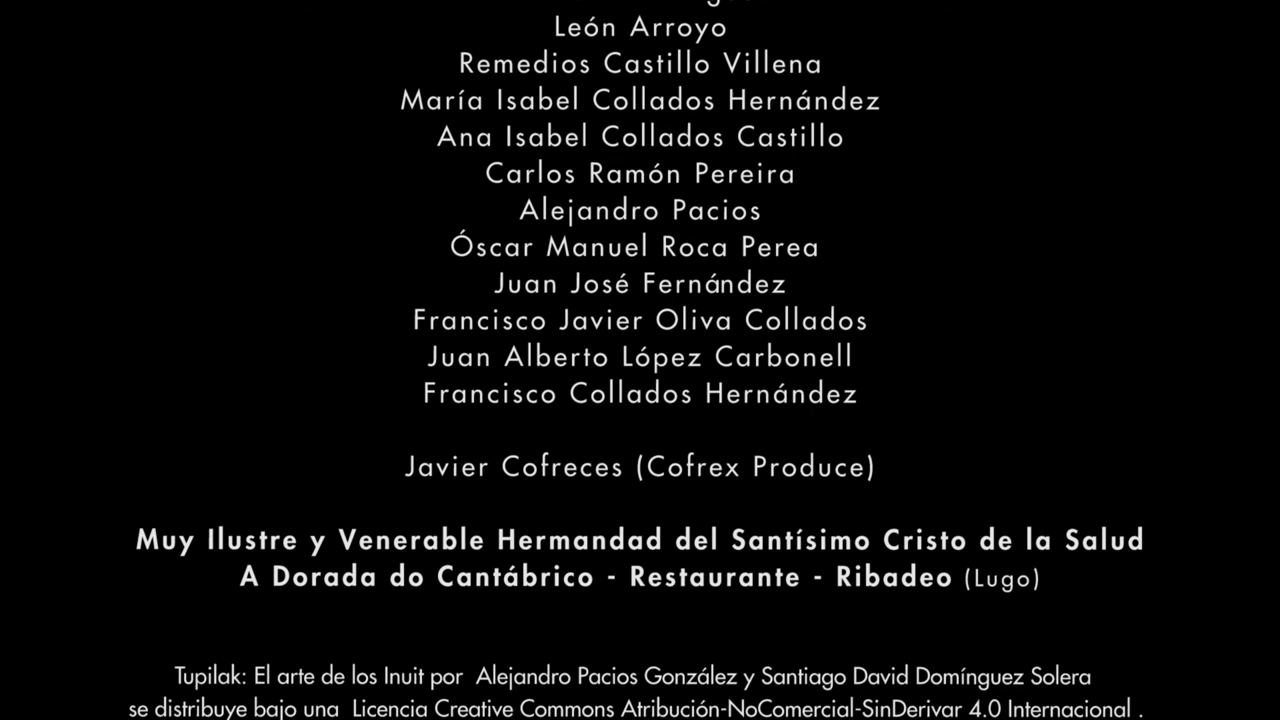 León Arroyo
Remedios Castillo Villena
María Isabel Collados Hernández
Ana Isabel Collados Castillo
Carlos Ramón Pereira
Alejandro Pacios
Óscar Manuel Roca Perea
Juan José Fernández
Francisco Javier Oliva Collados
Juan Alberto López Carbonell
Francisco Collados Hernández
Javier Cofreces (Cofrex Produce)
Muy Ilustre y Venerable Hermandad del Santísimo Cristo de la Salud
A Dorada do Cantábrico - Restaurante - Ribadeo (Lugo)
Tupilak: El arte de los Inuit por Alejandro Pacios González y Santiago David Domínguez Solera
se distribuye bajo una Licencia Creative Commons Atribución-NoComercial-SinDerivar 4.0 Internacional .